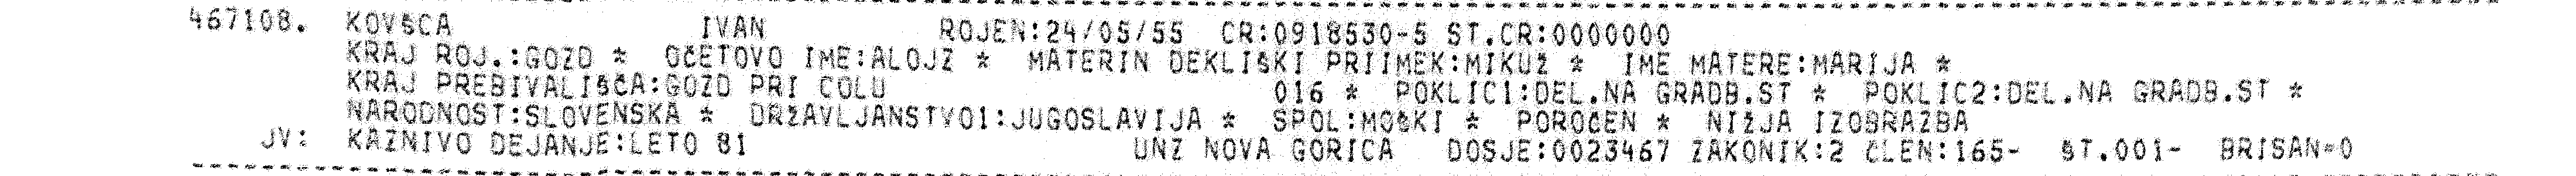 467108. KOVŠCA IVAN ROJEN:24/05/55 CR:0918530-5 ST.CR:0000000
KRAJ ROJ.:GOZD * OČETOVO IME:ALOJZ * MATERIN DEKLIŠKI PRIIMEK:MIKUŽ * IME MATERE:MARIJA *
KRAJ PREBIVALIŠČA:GOZD PRI COLU 016 * POKLIC1:DEL.NA GRADB.ST * POKLIC2:DEL.NA GRADB.ST *
NARODNOST:SLOVENSKA * DRŽAVLJANSTVO1:JUGOSLAVIJA * SPOL:MOŠKI * POROČEN * NIŽJA IZOBRAZBA
JV: KAZNIVO DEJANJE:LETO 81 UNZ NOVA GORICA DOSJE:0023467 ZAKONIK:2 ČLEN:165- ŠT.001- BRISAN=0